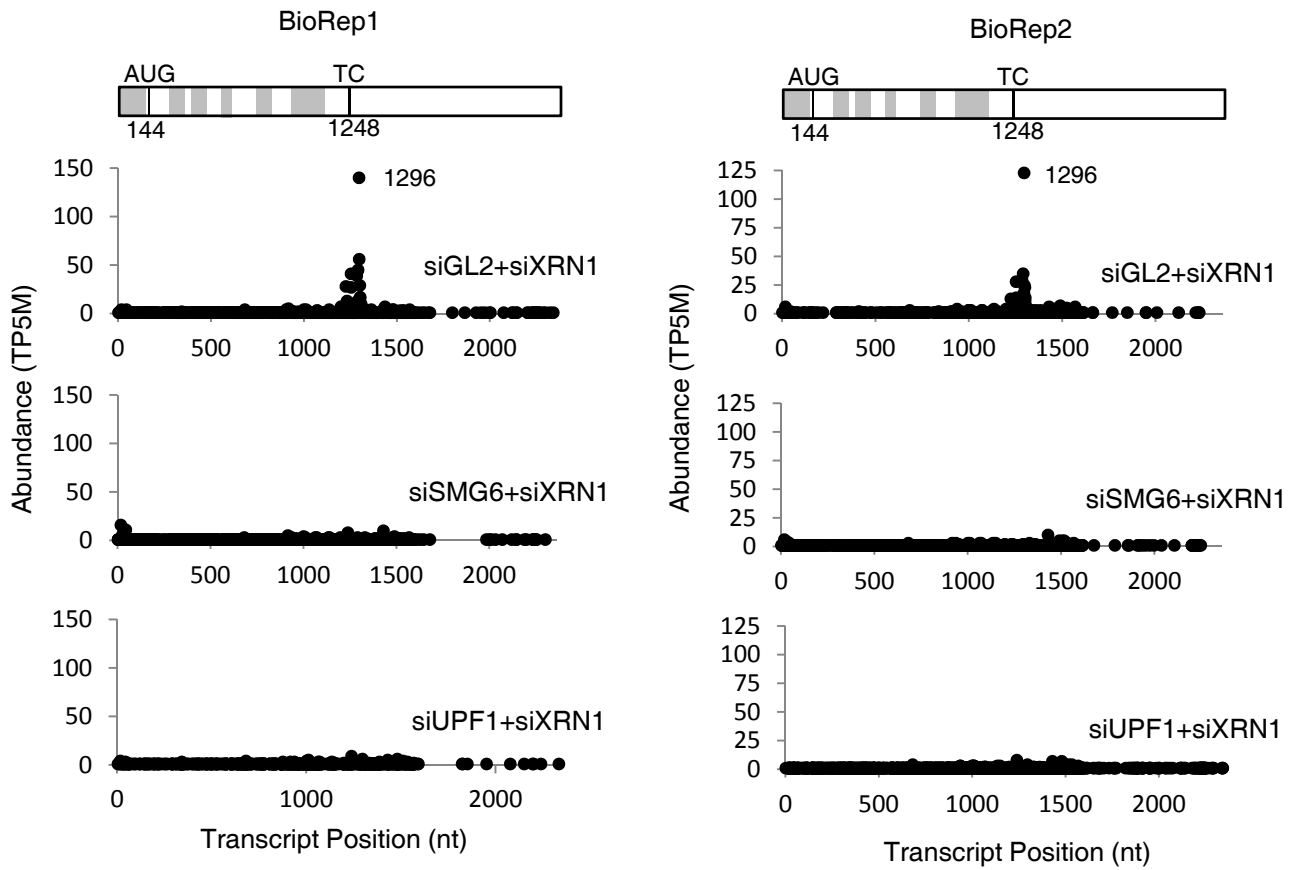 BioRep1
AUG TC
144 1248
150
100
50
0
1296
siGL2+siXRN1
0 500 1000 1500 2000
150
100
50
0
siSMG6+siXRN1
0 500 1000 1500 2000
150
100
50
0
siUPF1+siXRN1
0 1000 2000
Abundance (TP5M)
Transcript Position (nt)
BioRep2
AUG TC
144 1248
125
100
75
50
25
0
1296
siGL2+siXRN1
0 500 1000 1500 2000
125
100
75
50
25
0
siSMG6+siXRN1
0 500 1000 1500 2000
125
100
75
50
25
0
siUPF1+siXRN1
0 500 1000 1500 2000
Abundance (TP5M)
Transcript Position (nt)